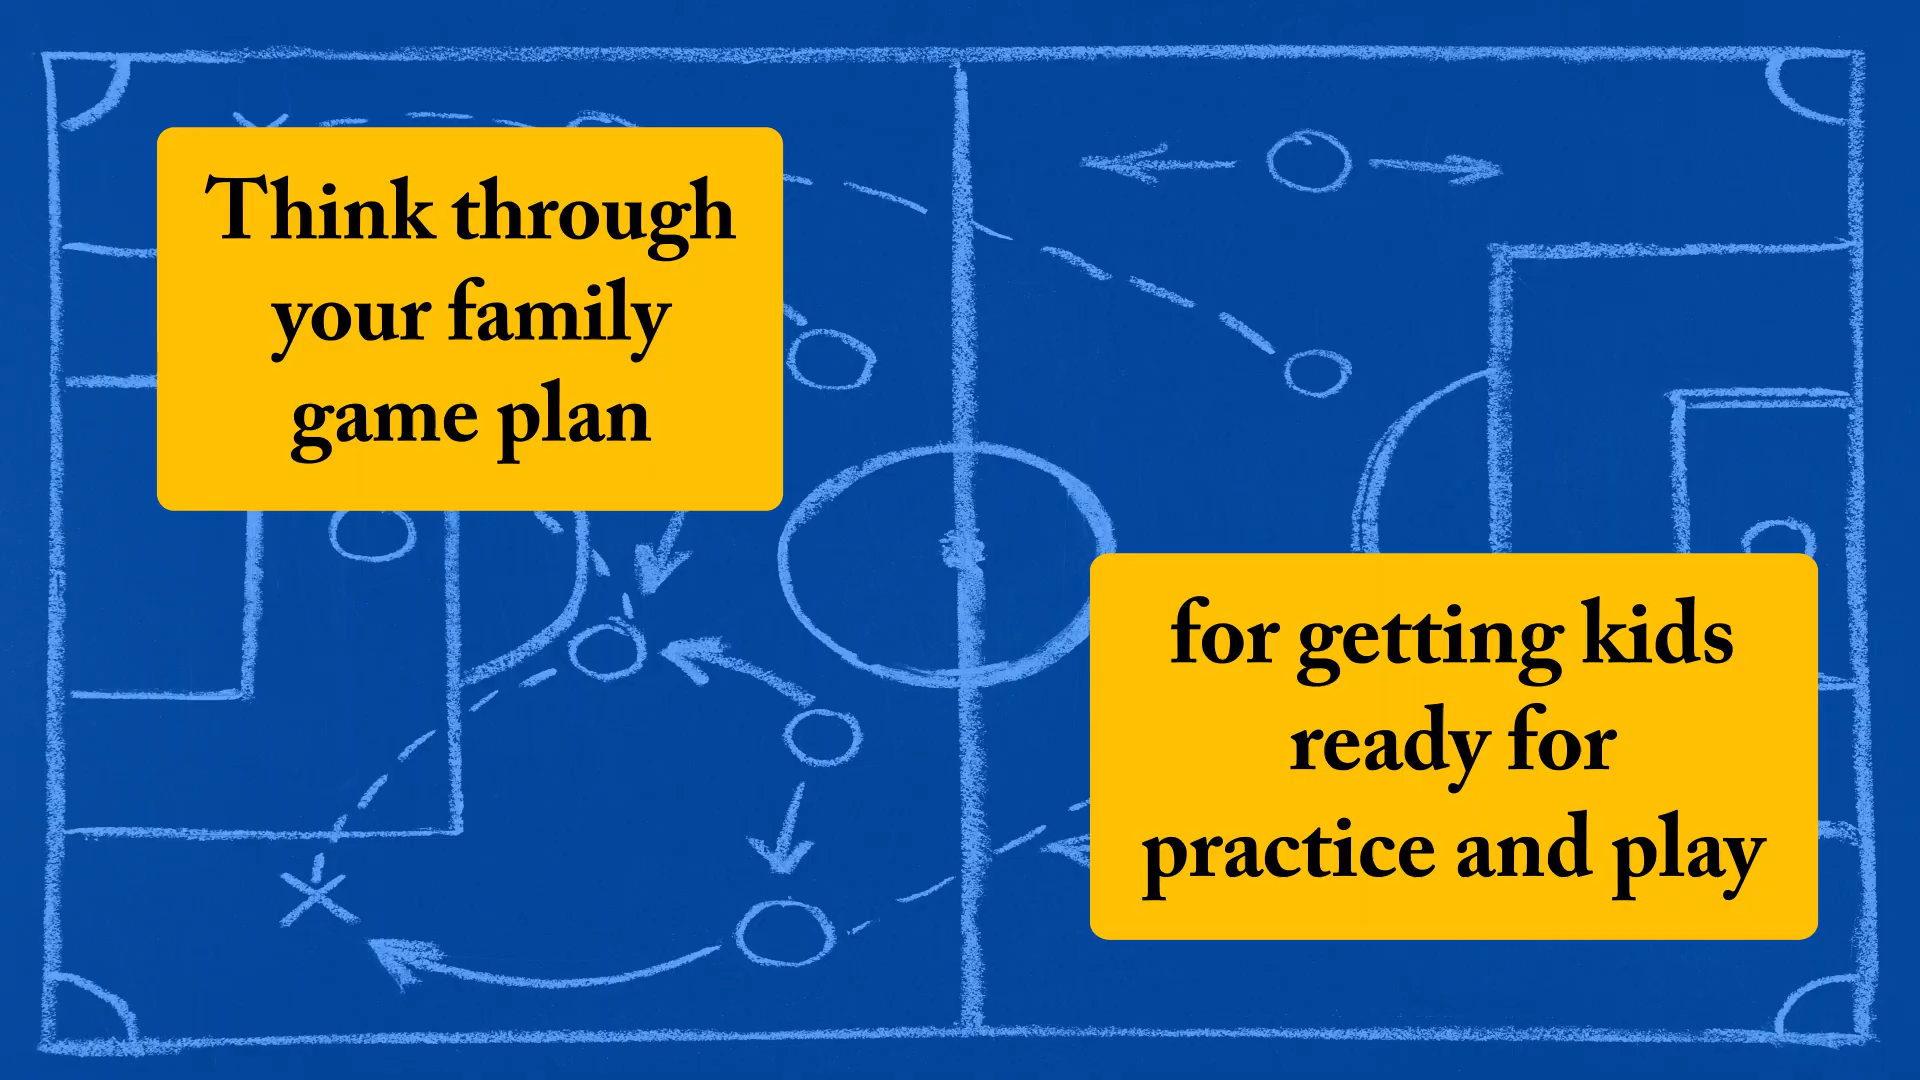 Think through
your family
game plan
for getting kids
ready for
practice and play